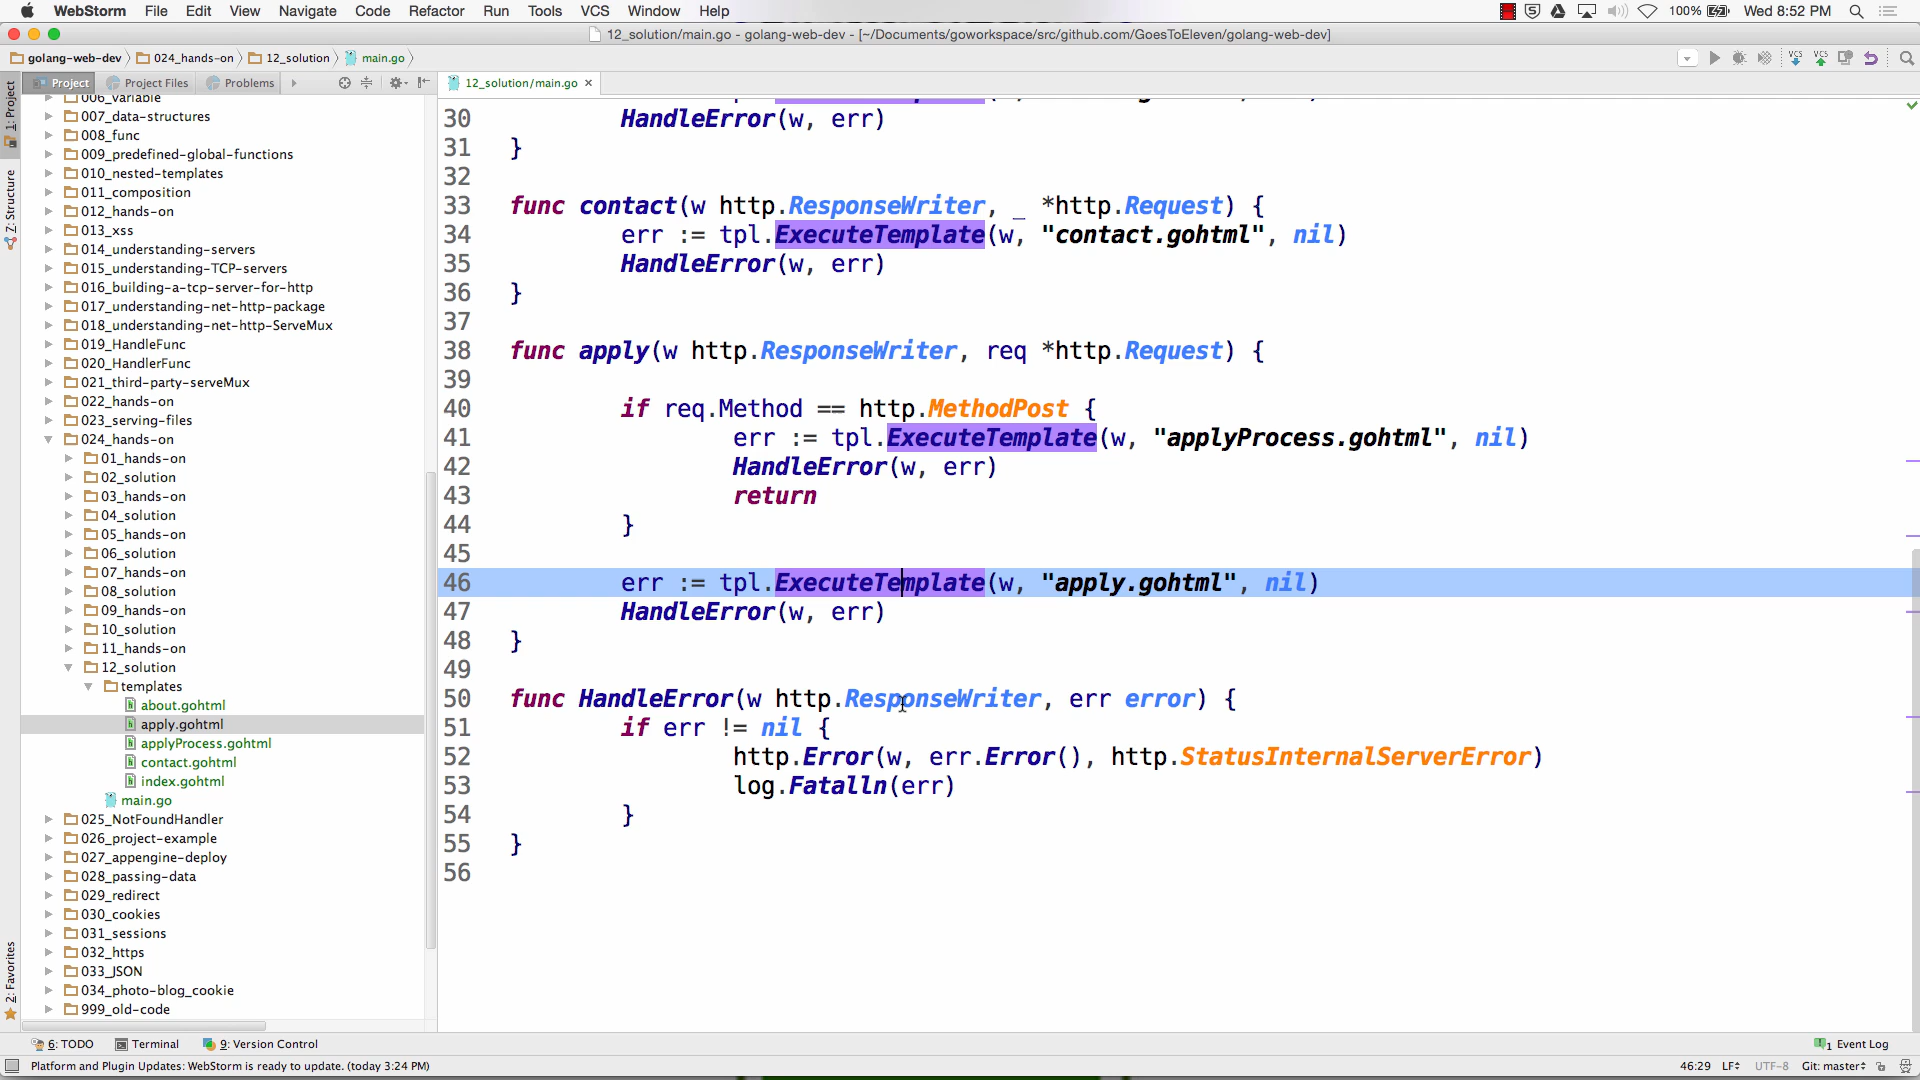 WebStorm File Edit View Navigate Code Refactor Run Tools VCS Window Help
100% Wed 8:52 PM
12_solution/main.go - golang-web-dev - [~/Documents/goworkspace/src/github.com/GoesToEleven/golang-web-dev]
golang-web-dev 024_hands-on 12_solution main.go
Project Project Files Problems
12_solution/main.go
1: Project
Z: Structure
2: Favorites
006_variable
007_data-structures
008_func
009_predefined-global-functions
010_nested-templates
011_composition
012_hands-on
013_xss
014_understanding-servers
015_understanding-TCP-servers
016_building-a-tcp-server-for-http
017_understanding-net-http-package
018_understanding-net-http-ServeMux
019_HandleFunc
020_HandlerFunc
021_third-party-serveMux
022_hands-on
023_serving-files
024_hands-on
01_hands-on
02_solution
03_hands-on
04_solution
05_hands-on
06_solution
07_hands-on
08_solution
09_hands-on
10_solution
11_hands-on
12_solution
templates
about.gohtml
apply.gohtml
applyProcess.gohtml
contact.gohtml
index.gohtml
main.go
025_NotFoundHandler
026_project-example
027_appengine-deploy
028_passing-data
029_redirect
030_cookies
031_sessions
032_https
033_JSON
034_photo-blog_cookie
999_old-code
30 HandleError(w, err)
31 }
32
33 func contact(w http.ResponseWriter, _ *http.Request) {
34 err := tpl.ExecuteTemplate(w, "contact.gohtml", nil)
35 HandleError(w, err)
36 }
37
38 func apply(w http.ResponseWriter, req *http.Request) {
39
40 if req.Method == http.MethodPost {
41 err := tpl.ExecuteTemplate(w, "applyProcess.gohtml", nil)
42 HandleError(w, err)
43 return
44 }
45
46 err := tpl.ExecuteTemplate(w, "apply.gohtml", nil)
47 HandleError(w, err)
48 }
49
50 func HandleError(w http.ResponseWriter, err error) {
51 if err != nil {
52 http.Error(w, err.Error(), http.StatusInternalServerError)
53 log.Fatalln(err)
54 }
55 }
56
6: TODO Terminal 9: Version Control 1 Event Log
Platform and Plugin Updates: WebStorm is ready to update. (today 3:24 PM) 46:29 LF UTF-8 Git: master